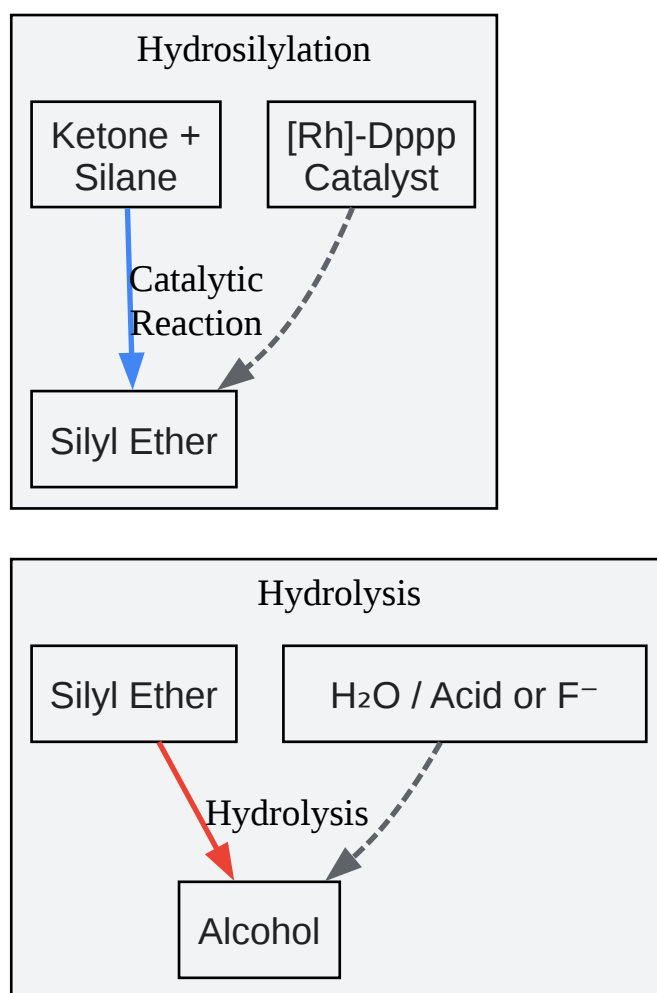 Hydrosilylation
Ketone +
Silane
[Rh]-Dppp
Catalyst
Catalytic
Reaction
Silyl Ether
Hydrolysis
Silyl Ether
H₂O / Acid or F⁻
Hydrolysis
Alcohol